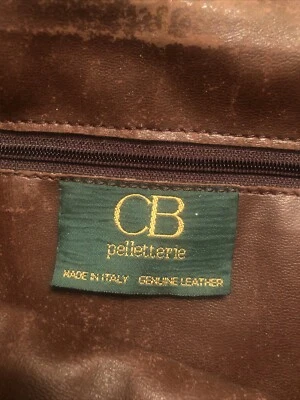 CB
pelletterie
MADE IN ITALY GENUINE LEATHER